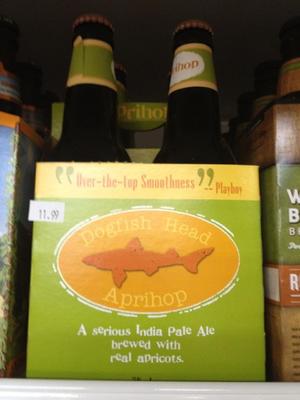 Aprihop
rihop
"Over-the-top Smoothness" -- Playboy
11.99
Dogfish Head
Aprihop
A serious India Pale Ale
brewed with
real apricots.
W
B
B
R